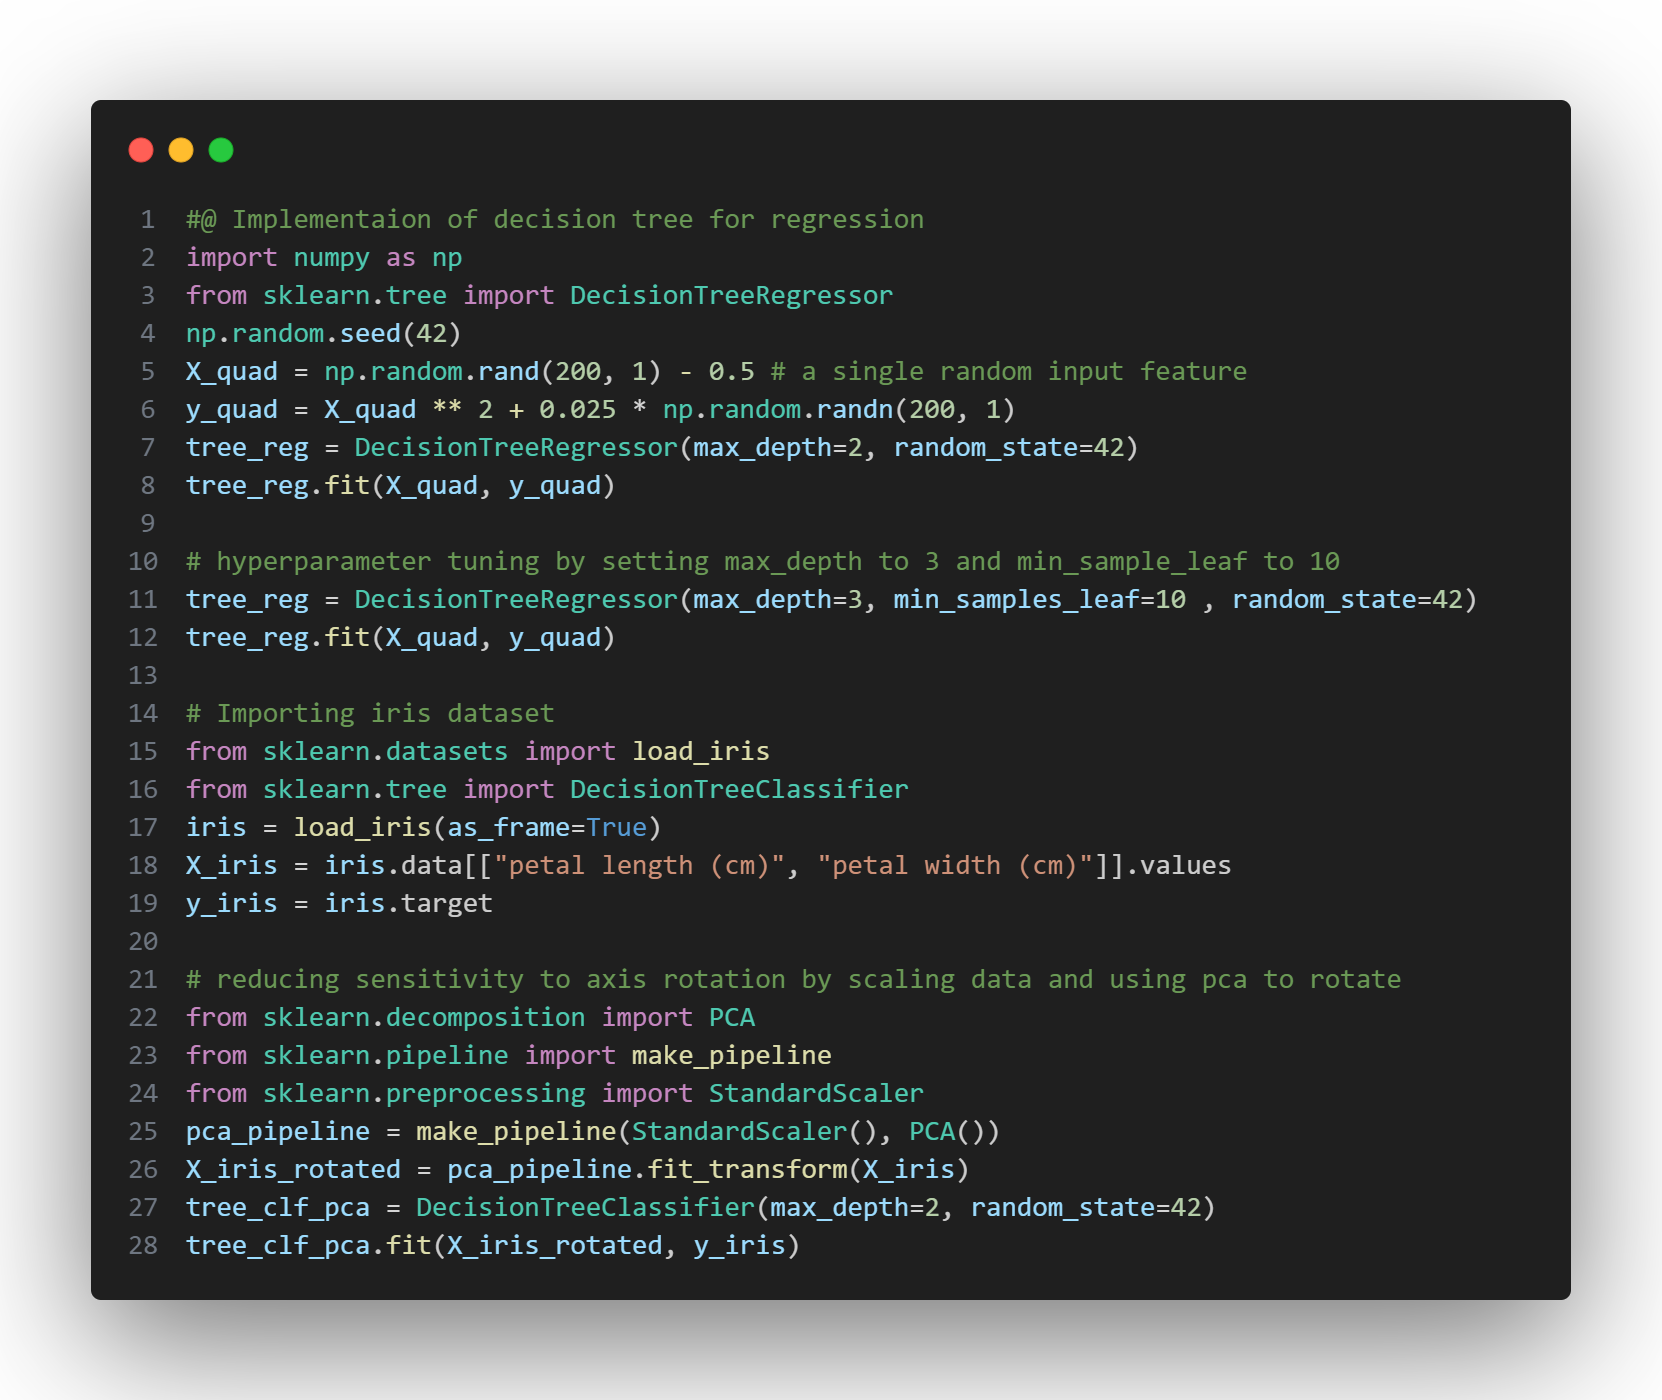 1 #@ Implementaion of decision tree for regression
2 import numpy as np
3 from sklearn.tree import DecisionTreeRegressor
4 np.random.seed(42)
5 X_quad = np.random.rand(200, 1) - 0.5 # a single random input feature
6 y_quad = X_quad ** 2 + 0.025 * np.random.randn(200, 1)
7 tree_reg = DecisionTreeRegressor(max_depth=2, random_state=42)
8 tree_reg.fit(X_quad, y_quad)
9
10 # hyperparameter tuning by setting max_depth to 3 and min_sample_leaf to 10
11 tree_reg = DecisionTreeRegressor(max_depth=3, min_samples_leaf=10 , random_state=42)
12 tree_reg.fit(X_quad, y_quad)
13
14 # Importing iris dataset
15 from sklearn.datasets import load_iris
16 from sklearn.tree import DecisionTreeClassifier
17 iris = load_iris(as_frame=True)
18 X_iris = iris.data[["petal length (cm)", "petal width (cm)"]].values
19 y_iris = iris.target
20
21 # reducing sensitivity to axis rotation by scaling data and using pca to rotate
22 from sklearn.decomposition import PCA
23 from sklearn.pipeline import make_pipeline
24 from sklearn.preprocessing import StandardScaler
25 pca_pipeline = make_pipeline(StandardScaler(), PCA())
26 X_iris_rotated = pca_pipeline.fit_transform(X_iris)
27 tree_clf_pca = DecisionTreeClassifier(max_depth=2, random_state=42)
28 tree_clf_pca.fit(X_iris_rotated, y_iris)